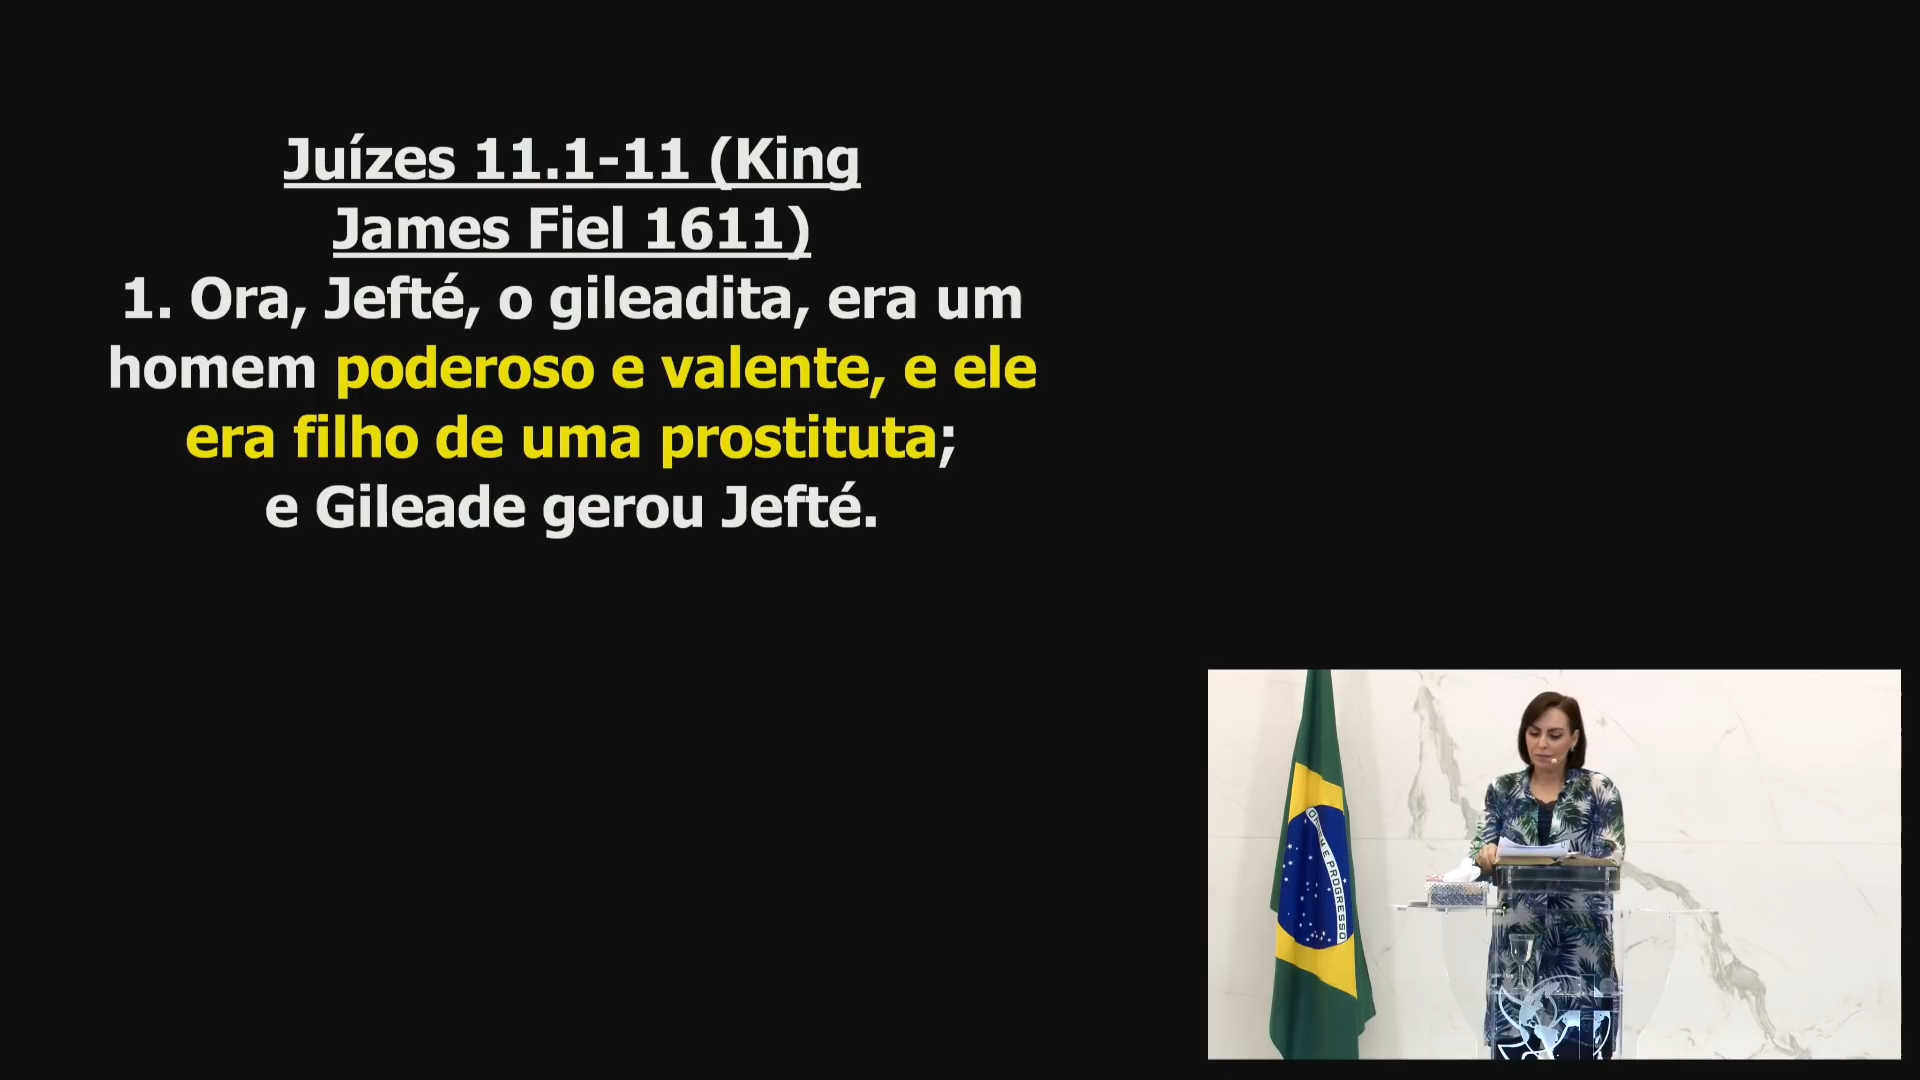 Juízes 11.1-11 (King
James Fiel 1611)
1. Ora, Jefté, o gileadita, era um
homem poderoso e valente, e ele
era filho de uma prostituta;
e Gileade gerou Jefté.
M E PROGRESSO